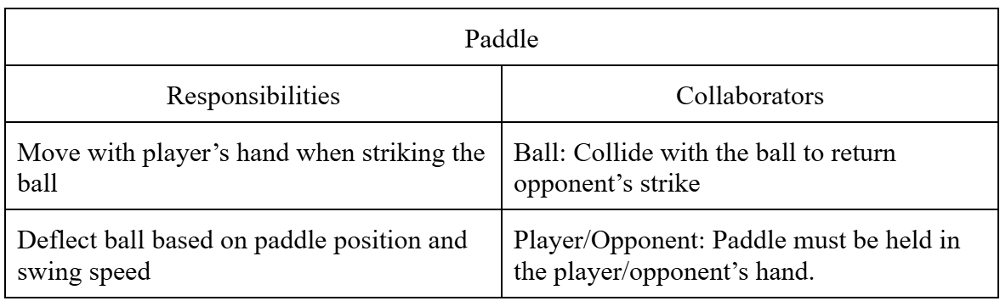 Paddle
Responsibilities
Collaborators
Move with player’s hand when striking the
ball
Ball: Collide with the ball to return
opponent’s strike
Deflect ball based on paddle position and
swing speed
Player/Opponent: Paddle must be held in
the player/opponent’s hand.